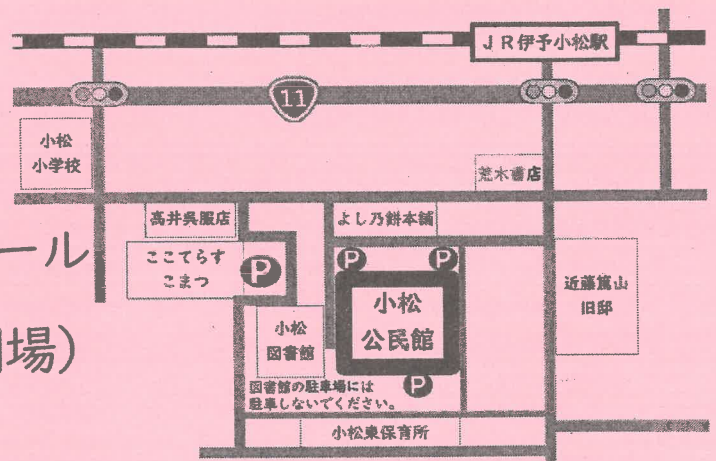 JR伊予小松駅
11
小松
小学校
荒木書店
高井呉服店
よし乃餅本舗
ール
ここてらす
こまつ
P
P
P
近藤篤山
旧邸
小松
公民館
小松
図書館
場)
P
図書館の駐車場には
駐車しないでください。
小松東保育所